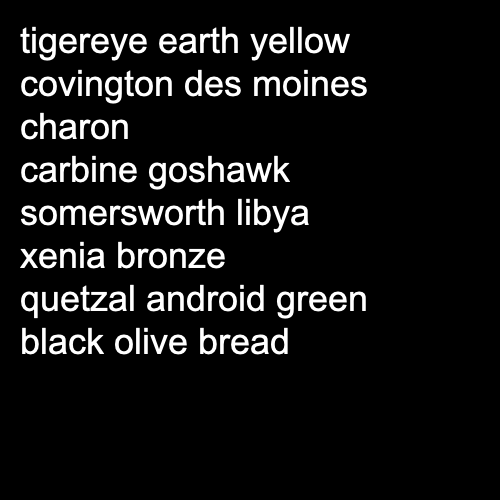 tigereye earth yellow
covington des moines
charon
carbine goshawk
somersworth libya
xenia bronze
quetzal android green
black olive bread